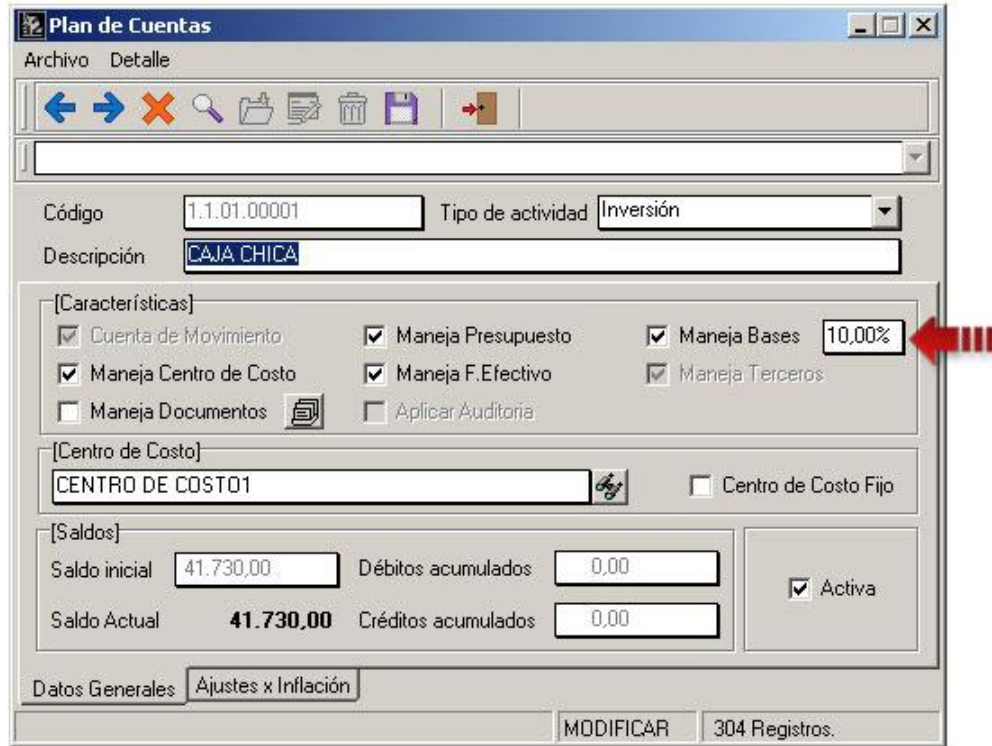 Plan de Cuentas
Archivo Detalle
Código 1.1.01.00001 Tipo de actividad Inversión
Descripción CAJA CHICA
[Características]
Cuenta de Movimiento Maneja Presupuesto Maneja Bases 10,00%
Maneja Centro de Costo Maneja F.Efectivo Maneja Terceros
Maneja Documentos Aplicar Auditoria
[Centro de Costo]
CENTRO DE COSTO1 Centro de Costo Fijo
[Saldos]
Saldo inicial 41.730,00 Débitos acumulados 0,00 Activa
Saldo Actual 41.730,00 Créditos acumulados 0,00
Datos Generales Ajustes x Inflación
MODIFICAR 304 Registros.